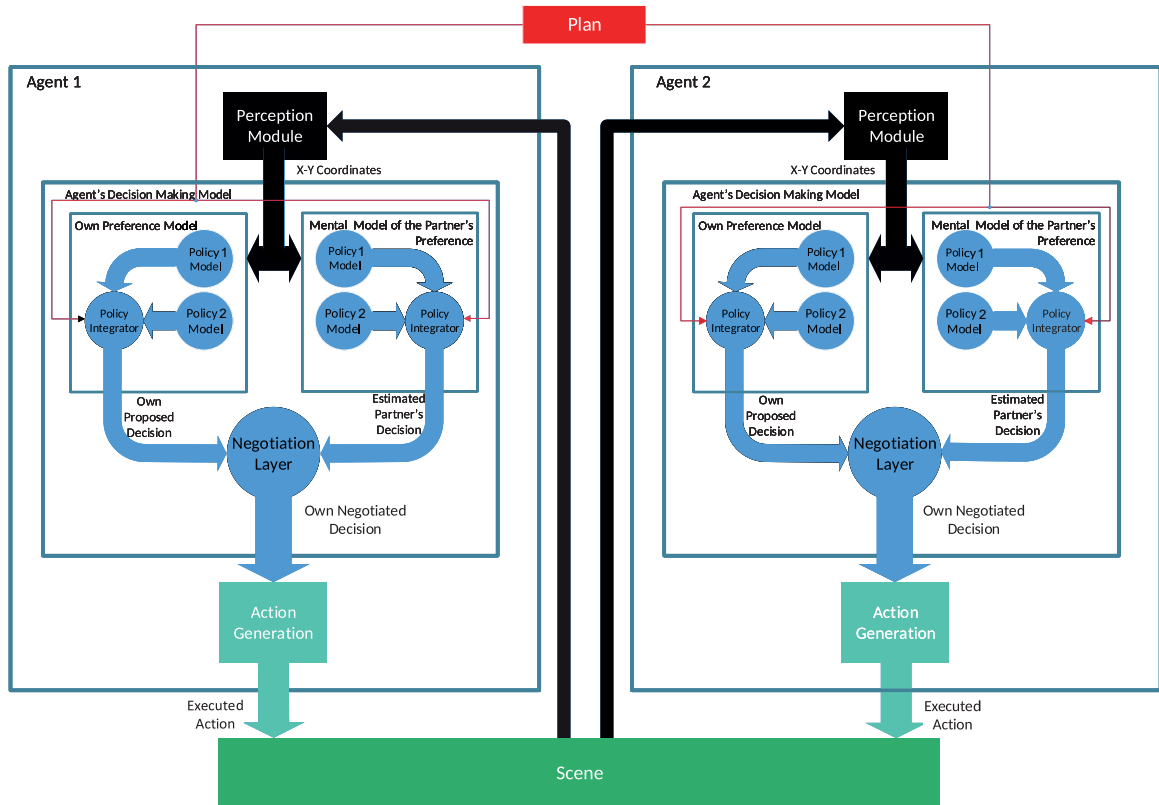 Plan
Agent 1
Perception
Module
X-Y Coordinates
Agent's Decision Making Model
Own Preference Model
Policy 1
Model
Policy
Integrator
Policy 2
Model
Mental Model of the Partner's
Preference
Policy 1
Model
Policy 2
Model
Policy
Integrator
Own
Proposed
Decision
Estimated
Partner's
Decision
Negotiation
Layer
Own Negotiated
Decision
Action
Generation
Executed
Action
Agent 2
Perception
Module
X-Y Coordinates
Agent's Decision Making Model
Own Preference Model
Policy 1
Model
Policy
Integrator
Policy 2
Model
Mental Model of the Partner's
Preference
Policy 1
Model
Policy 2
Model
Policy
Integrator
Own
Proposed
Decision
Estimated
Partner's
Decision
Negotiation
Layer
Own Negotiated
Decision
Action
Generation
Executed
Action
Scene